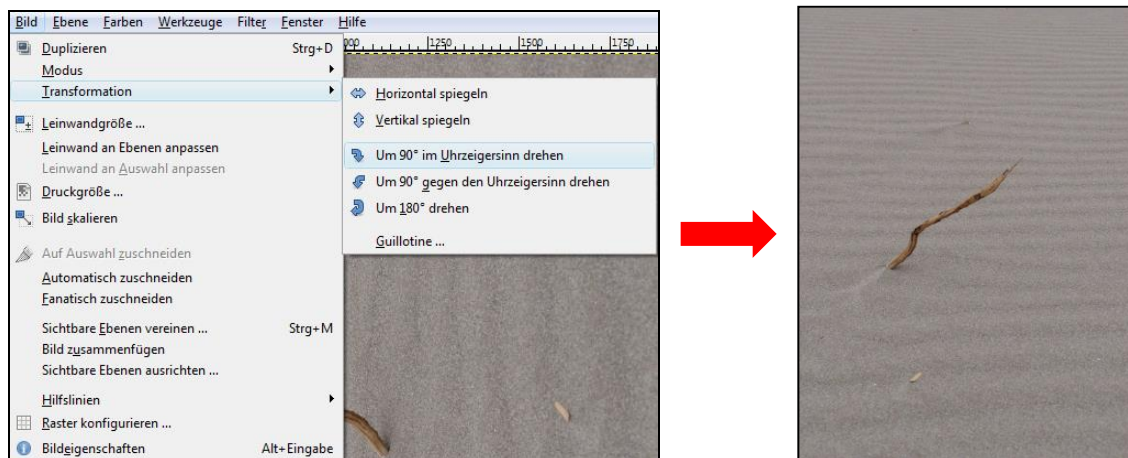 Bild Ebene Farben Werkzeuge Filter Fenster Hilfe
1250 1500 1750
Duplizieren Strg+D
Modus
Transformation
Leinwandgröße ...
Leinwand an Ebenen anpassen
Leinwand an Auswahl anpassen
Druckgröße ...
Bild skalieren
Auf Auswahl zuschneiden
Automatisch zuschneiden
Fanatisch zuschneiden
Sichtbare Ebenen vereinen ... Strg+M
Bild zusammenfügen
Sichtbare Ebenen ausrichten ...
Hilfslinien
Raster konfigurieren ...
Bildeigenschaften Alt+Eingabe
Horizontal spiegeln
Vertikal spiegeln
Um 90° im Uhrzeigersinn drehen
Um 90° gegen den Uhrzeigersinn drehen
Um 180° drehen
Guillotine ...